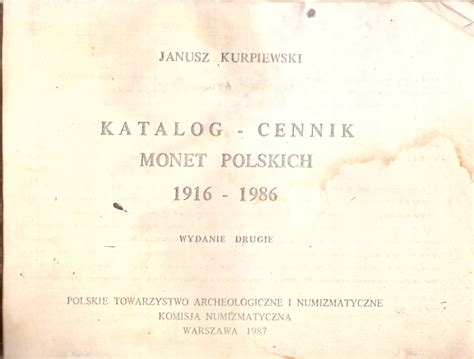 JANUSZ KURPIEWSKI
KATALOG - CENNIK
MONET POLSKICH
1916 - 1986
WYDANIE DRUGIE
POLSKIE TOWARZYSTWO ARCHEOLOGICZNE I NUMIZMATYCZNE
KOMISJA NUMIZMATYCZNA
WARSZAWA 1987